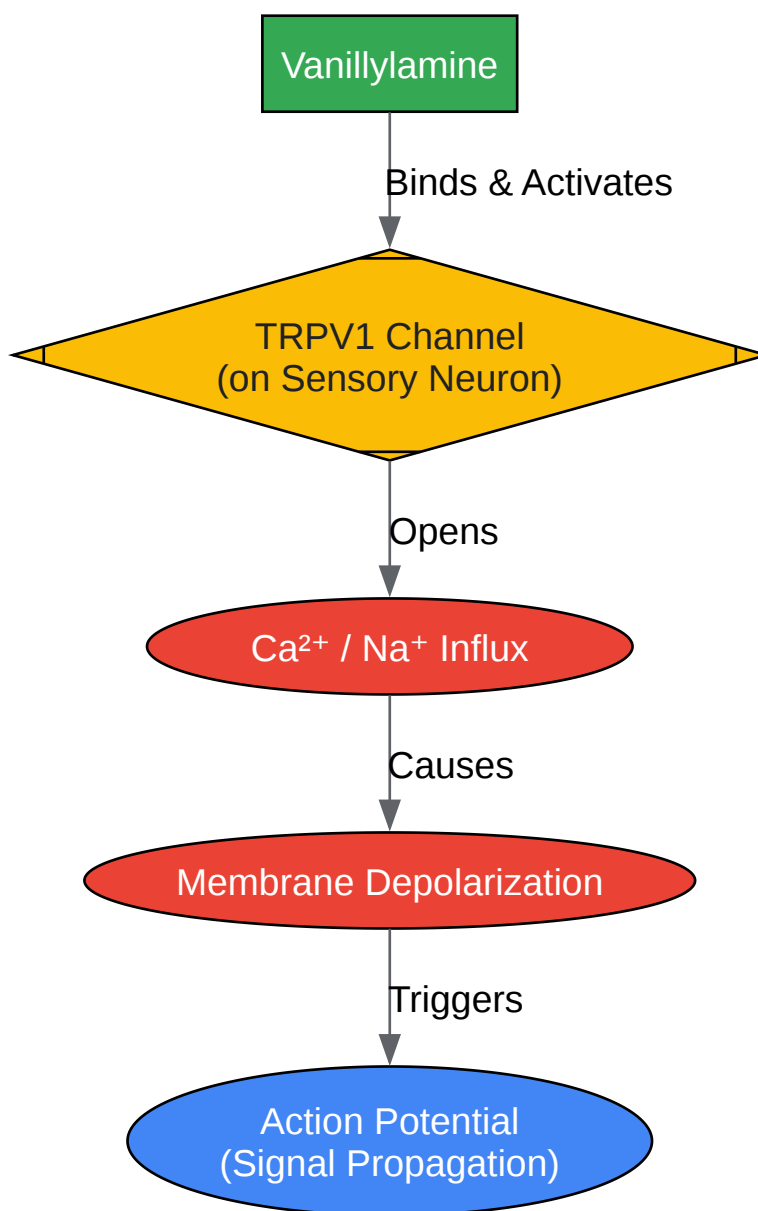 Vanillylamine
Binds & Activates
TRPV1 Channel
(on Sensory Neuron)
Opens
Ca²⁺ / Na⁺ Influx
Causes
Membrane Depolarization
Triggers
Action Potential
(Signal Propagation)